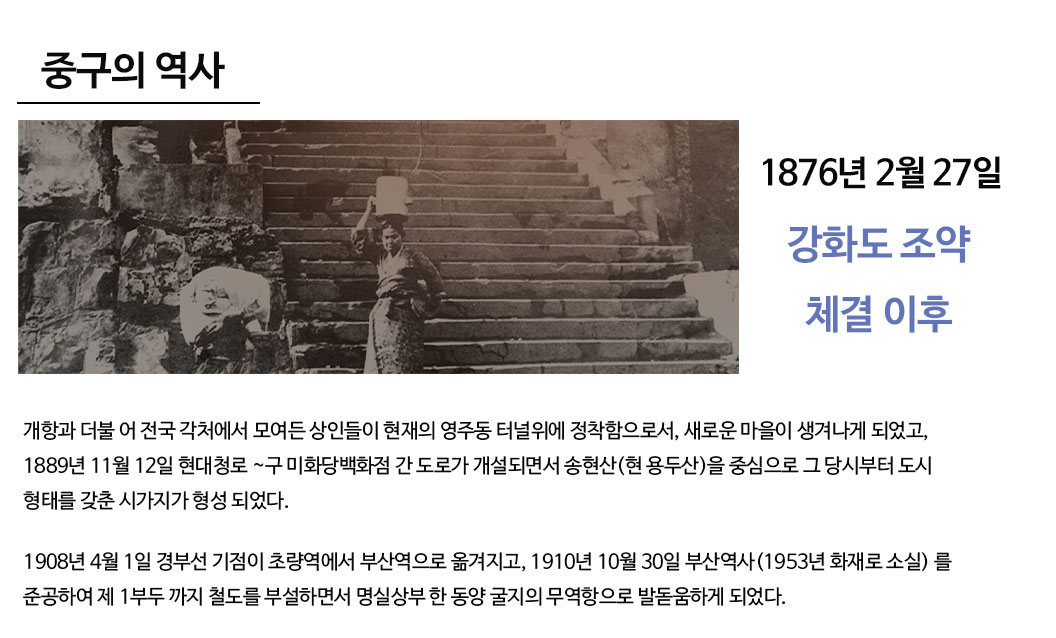 중구의 역사
1876년 2월 27일
강화도 조약
체결 이후
개항과 더불 어 전국 각처에서 모여든 상인들이 현재의 영주동 터널위에 정착함으로서, 새로운 마을이 생겨나게 되었고,
1889년 11월 12일 현대청로 ~구 미화당백화점 간 도로가 개설되면서 송현산(현 용두산)을 중심으로 그 당시부터 도시
형태를 갖춘 시가지가 형성 되었다.
1908년 4월 1일 경부선 기점이 초량역에서 부산역으로 옮겨지고, 1910년 10월 30일 부산역사(1953년 화재로 소실) 를
준공하여 제 1부두 까지 철도를 부설하면서 명실상부 한 동양 굴지의 무역항으로 발돋움하게 되었다.